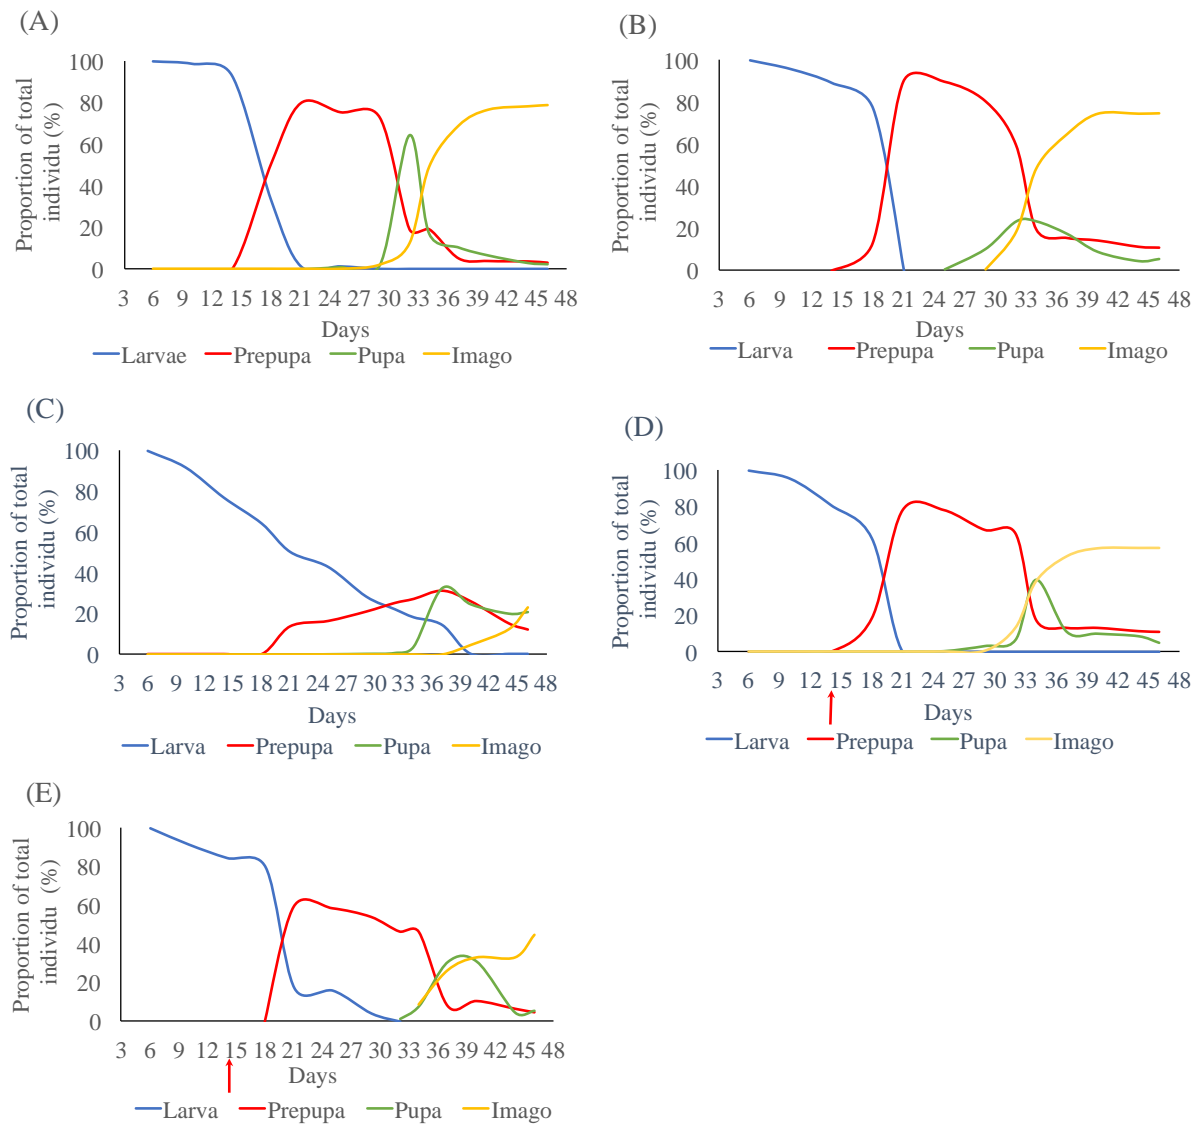 (A)
Proportion of total
individu (%)
100
80
60
40
20
0
3 6 9 12 15 18 21 24 27 30 33 36 39 42 45 48
Days
Larvae Prepupa Pupa Imago
(B)
Proportion of total
individu (%)
100
80
60
40
20
0
3 6 9 12 15 18 21 24 27 30 33 36 39 42 45 48
Days
Larva Prepupa Pupa Imago
(C)
Proportion of total
individu (%)
100
80
60
40
20
0
3 6 9 12 15 18 21 24 27 30 33 36 39 42 45 48
Days
Larva Prepupa Pupa Imago
(D)
Proportion of total
individu (%)
100
80
60
40
20
0
3 6 9 12 15 18 21 24 27 30 33 36 39 42 45 48
Days
Larva Prepupa Pupa Imago
(E)
Proportion of total
individu (%)
100
80
60
40
20
0
3 6 9 12 15 18 21 24 27 30 33 36 39 42 45 48
Days
Larva Prepupa Pupa Imago